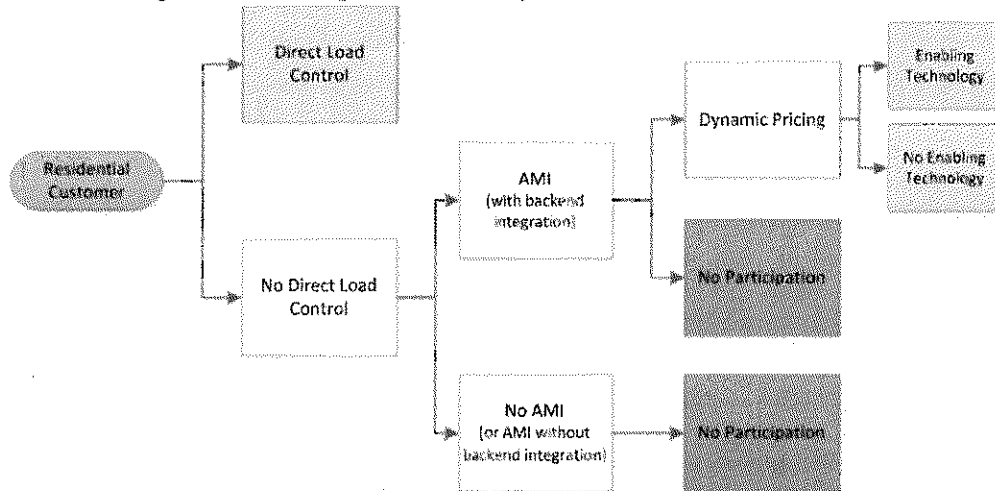 Direct Load
Control
Enabling
Technology
Dynamic Pricing
No Enabling
Technology
Residential
Customer
AMI
(with backend
integration)
No Direct Load
Control
No Participation
No AMI
(or AMI without
backend integration)
No Participation